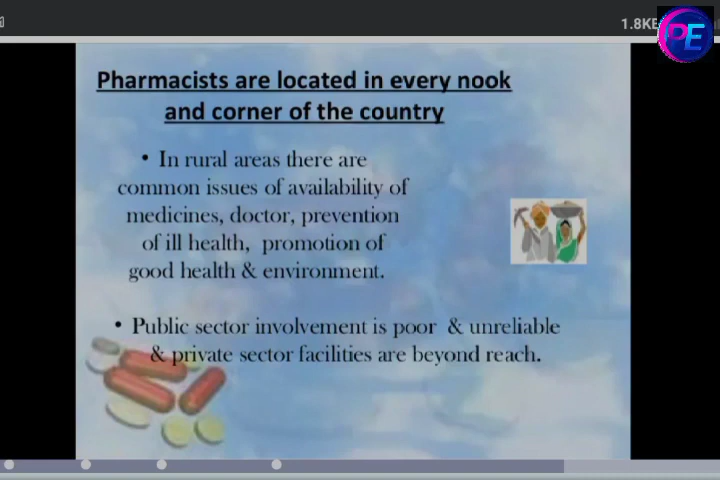 1.8KE
PE
Pharmacists are located in every nook
and corner of the country
• In rural areas there are
common issues of availability of
medicines, doctor, prevention
of ill health, promotion of
good health & environment.
• Public sector involvement is poor & unreliable
& private sector facilities are beyond reach.